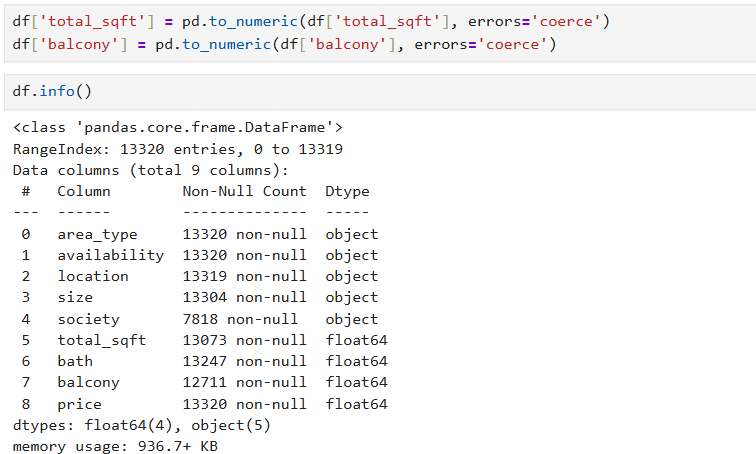 df['total_sqft'] = pd.to_numeric(df['total_sqft'], errors='coerce')
df['balcony'] = pd.to_numeric(df['balcony'], errors='coerce')
df.info()
<class 'pandas.core.frame.DataFrame'>
RangeIndex: 13320 entries, 0 to 13319
Data columns (total 9 columns):
 #   Column        Non-Null Count  Dtype
---  ------        --------------  -----
 0   area_type     13320 non-null  object
 1   availability  13320 non-null  object
 2   location      13319 non-null  object
 3   size          13304 non-null  object
 4   society       7818 non-null   object
 5   total_sqft    13073 non-null  float64
 6   bath          13247 non-null  float64
 7   balcony       12711 non-null  float64
 8   price         13320 non-null  float64
dtypes: float64(4), object(5)
memory usage: 936.7+ KB